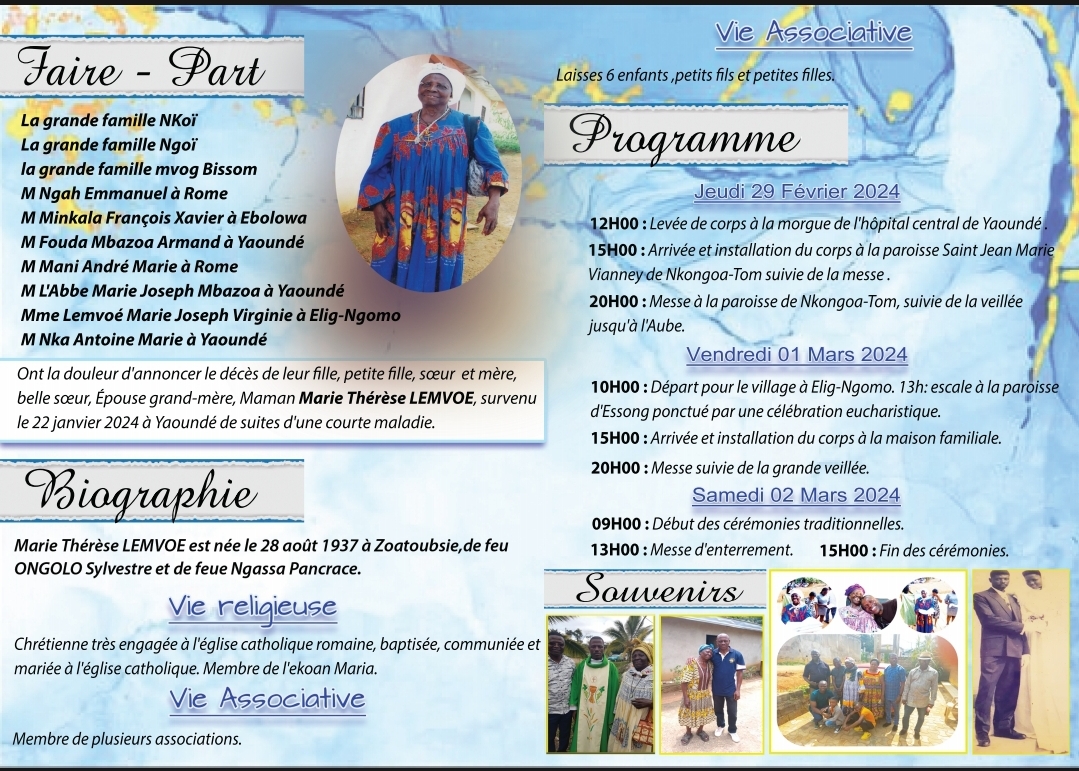 Faire - Part
La grande famille NKoï
La grande famille Ngoï
la grande famille mvog Bissom
M Ngah Emmanuel à Rome
M Minkala François Xavier à Ebolowa
M Fouda Mbazoa Armand à Yaoundé
M Mani André Marie à Rome
M L'Abbe Marie Joseph Mbazoa à Yaoundé
Mme Lemvoé Marie Joseph Virginie à Elig-Ngomo
M Nka Antoine Marie à Yaoundé
Ont la douleur d'annoncer le décès de leur fille, petite fille, sœur et mère,
belle sœur, Épouse grand-mère, Maman Marie Thérèse LEMVOE, survenu
le 22 janvier 2024 à Yaoundé de suites d'une courte maladie.
Biographie
Marie Thérèse LEMVOE est née le 28 août 1937 à Zoatoubsie,de feu
ONGOLO Sylvestre et de feue Ngassa Pancrace.
Vie religieuse
Chrétienne très engagée à l'église catholique romaine, baptisée, communiée et
mariée à l'église catholique. Membre de l'ekoan Maria.
Vie Associative
Membre de plusieurs associations.
Vie Associative
Laisses 6 enfants ,petits fils et petites filles.
Programme
Jeudi 29 Février 2024
12H00 : Levée de corps à la morgue de l'hôpital central de Yaoundé .
15H00 : Arrivée et installation du corps à la paroisse Saint Jean Marie
Vianney de Nkongoa-Tom suivie de la messe .
20H00 : Messe à la paroisse de Nkongoa-Tom, suivie de la veillée
jusqu'à l'Aube.
Vendredi 01 Mars 2024
10H00 : Départ pour le village à Elig-Ngomo. 13h: escale à la paroisse
d'Essong ponctué par une célébration eucharistique.
15H00 : Arrivée et installation du corps à la maison familiale.
20H00 : Messe suivie de la grande veillée.
Samedi 02 Mars 2024
09H00 : Début des cérémonies traditionnelles.
13H00 : Messe d'enterrement. 15H00 : Fin des cérémonies.
Souvenirs